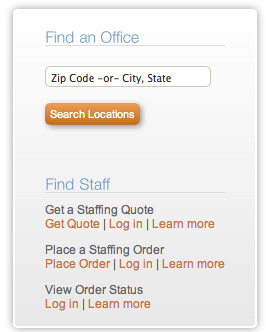 Find an Office
Zip Code -or- City, State
Search Locations
Find Staff
Get a Staffing Quote
Get Quote | Log in | Learn more
Place a Staffing Order
Place Order | Log in | Learn more
View Order Status
Log in | Learn more